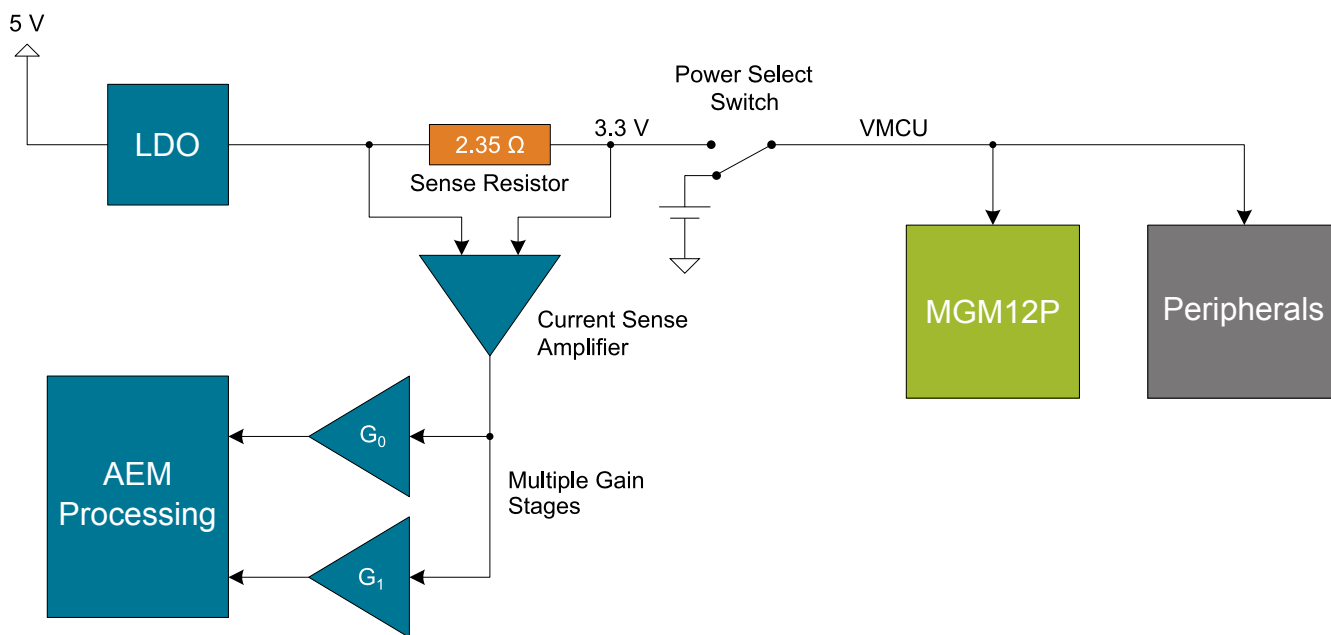 5 V
LDO
2.35 Ω
Sense Resistor
3.3 V
Power Select
Switch
VMCU
MGM12P
Peripherals
Current Sense
Amplifier
AEM
Processing
G₀
Multiple Gain
Stages
G₁